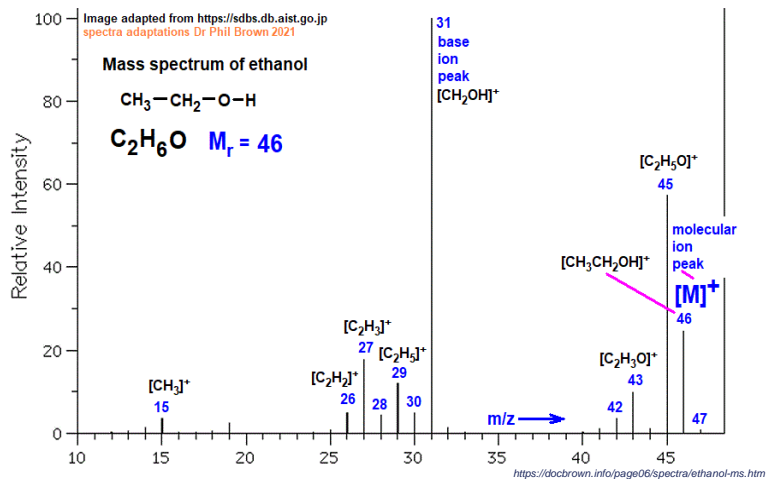 Image adapted from https://sdbs.db.aist.go.jp
spectra adaptations Dr Phil Brown 2021
Mass spectrum of ethanol
CH₃–CH₂–O–H
C₂H₆O Mᵣ = 46
Relative Intensity
100
80
60
40
20
0
10
15
20
25
30
35
40
45
31
base
ion
peak
[CH₂OH]⁺
[C₂H₅O]⁺
45
molecular
ion
peak
[CH₃CH₂OH]⁺
[M]⁺
46
[C₂H₃]⁺
27
[C₂H₅]⁺
29
[C₂H₃O]⁺
43
[CH₃]⁺
15
[C₂H₂]⁺
26
28
30
m/z
42
47
https://docbrown.info/page06/spectra/ethanol-ms.htm